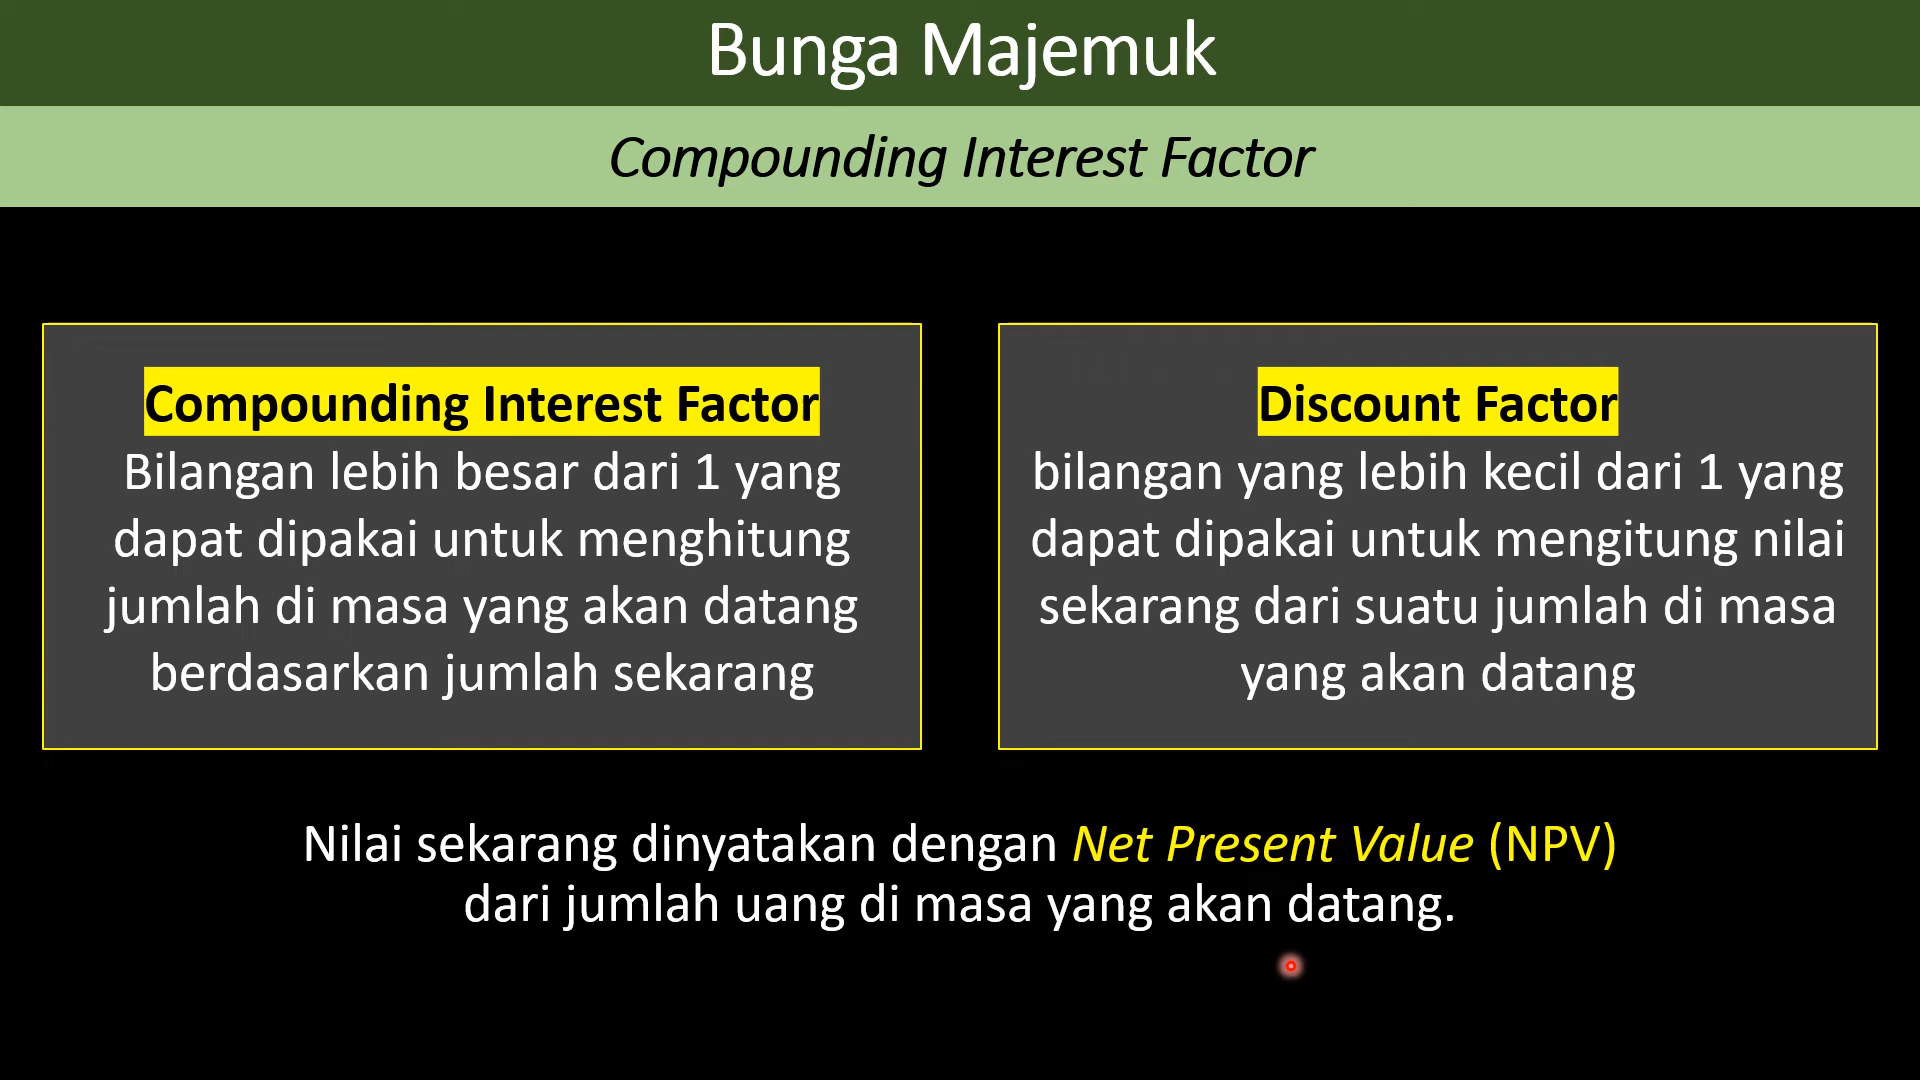 Bunga Majemuk
Compounding Interest Factor
Compounding Interest Factor
Bilangan lebih besar dari 1 yang
dapat dipakai untuk menghitung
jumlah di masa yang akan datang
berdasarkan jumlah sekarang
Discount Factor
bilangan yang lebih kecil dari 1 yang
dapat dipakai untuk mengitung nilai
sekarang dari suatu jumlah di masa
yang akan datang
Nilai sekarang dinyatakan dengan Net Present Value (NPV)
dari jumlah uang di masa yang akan datang.